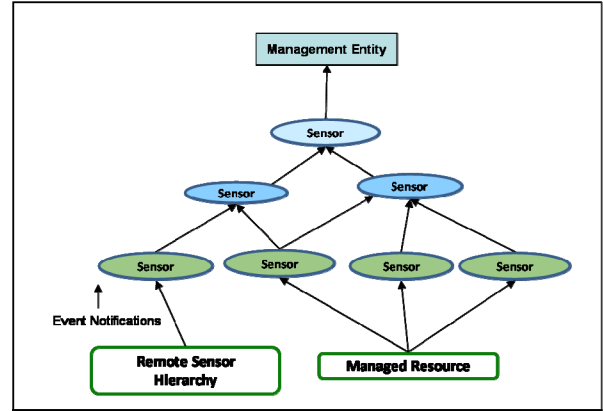 Management Entity
Sensor
Sensor
Sensor
Sensor
Sensor
Sensor
Sensor
Event Notifications
Remote Sensor
Hierarchy
Managed Resource